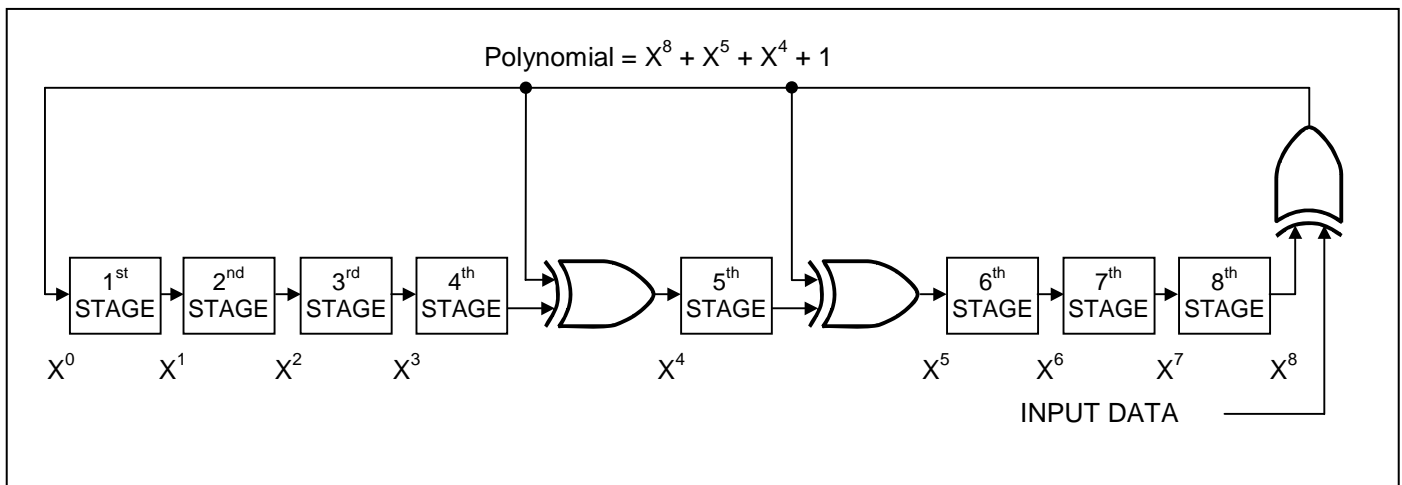 Polynomial = X⁸ + X⁵ + X⁴ + 1
1st STAGE
2nd STAGE
3rd STAGE
4th STAGE
5th STAGE
6th STAGE
7th STAGE
8th STAGE
X⁰ X¹ X² X³ X⁴ X⁵ X⁶ X⁷ X⁸
INPUT DATA